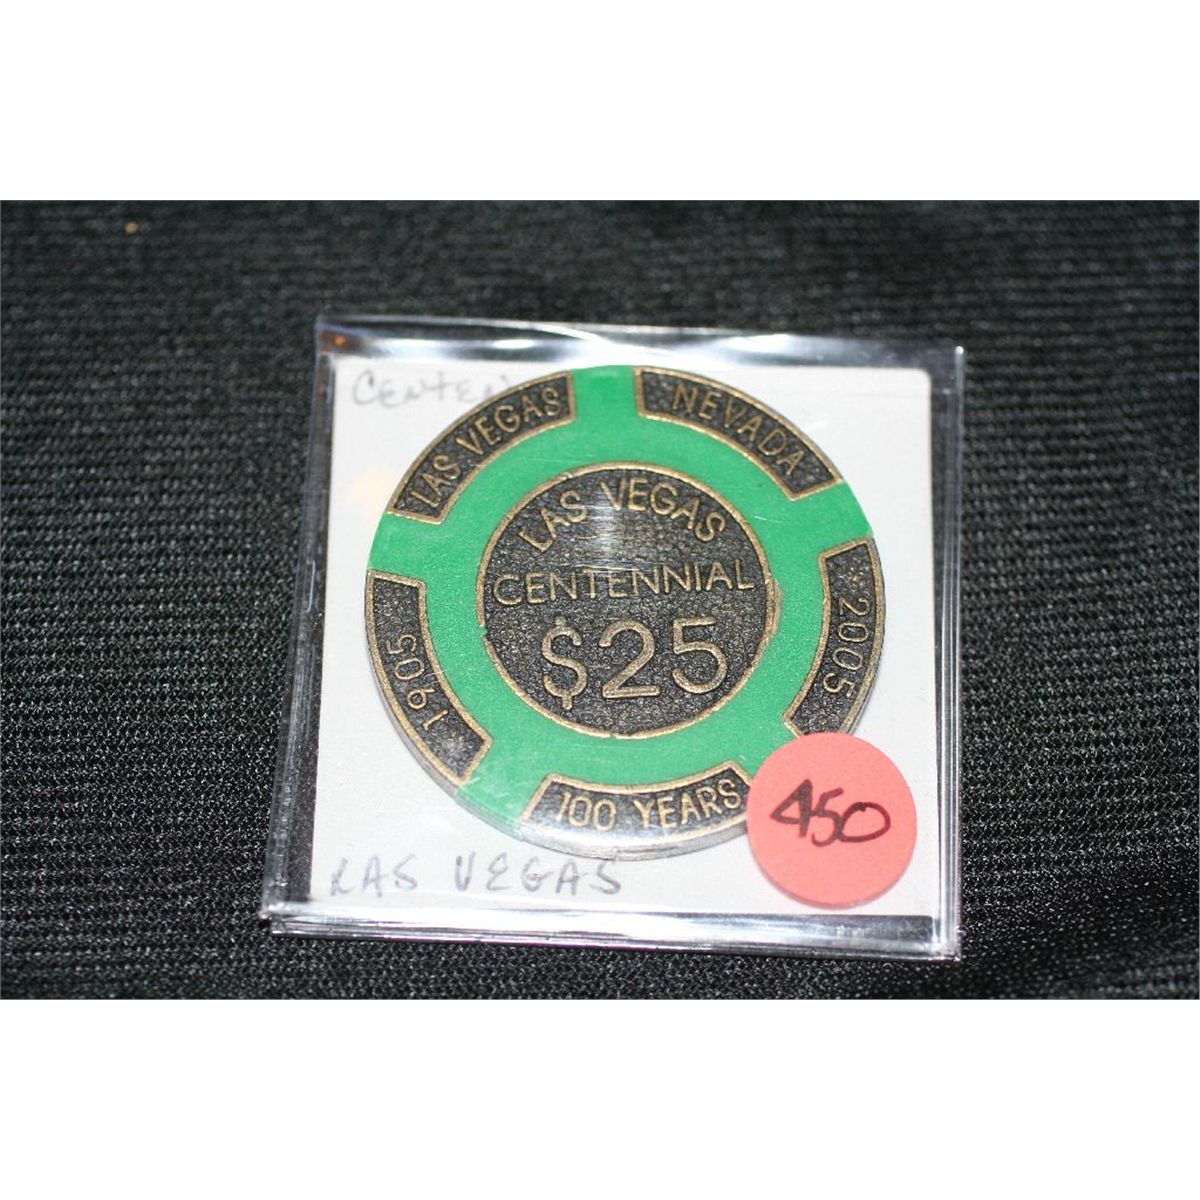 LAS VEGAS
NEVADA
LAS VEGAS
CENTENNIAL
$25
1905
2005
100 YEARS
450
LAS VEGAS